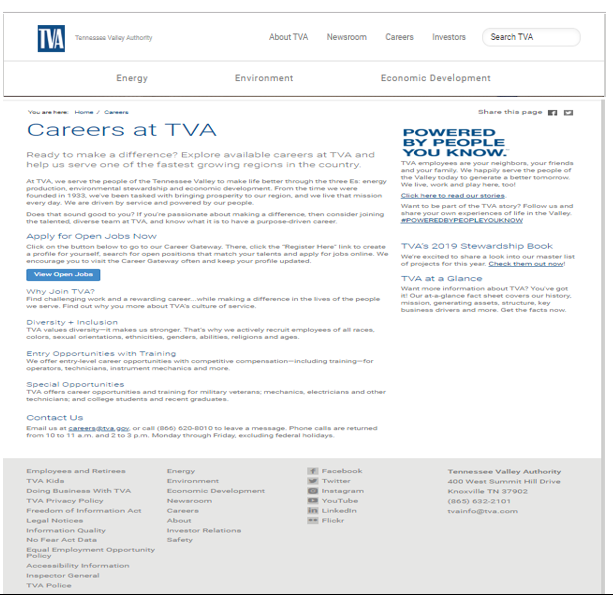 TVA Tennessee Valley Authority About TVA Newsroom Careers Investors Search TVA
Energy Environment Economic Development
You are here: Home / Careers
Share this page
Careers at TVA
Ready to make a difference? Explore available careers at TVA and
help us serve one of the fastest growing regions in the country.
At TVA, we serve the people of the Tennessee Valley to make life better through the three Es: energy
production, environmental stewardship and economic development. From the time we were
founded in 1933, we've been tasked with bringing prosperity to our region, and we live that mission
every day. We are driven by service and powered by our people.
Does that sound good to you? If you're passionate about making a difference, then consider joining
the talented, diverse team at TVA, and know what it is to have a purpose-driven career.
Apply for Open Jobs Now
Click on the button below to go to our Career Gateway. There, click the "Register Here" link to create
a profile for yourself, search for open positions that match your talents and apply for jobs online. We
encourage you to visit the Career Gateway often and keep your profile updated.
View Open Jobs
Why Join TVA?
Find challenging work and a rewarding career...while making a difference in the lives of the people
we serve. Find out why you more about TVA's culture of service.
Diversity + Inclusion
TVA values diversity—it makes us stronger. That's why we actively recruit employees of all races,
colors, sexual orientations, ethnicities, genders, abilities, religions and ages.
Entry Opportunities with Training
We offer entry-level career opportunities with competitive compensation—including training—for
operators, technicians, instrument mechanics and more.
Special Opportunities
TVA offers career opportunities and training for military veterans; mechanics, electricians and other
technicians; and college students and recent graduates.
Contact Us
Email us at careers@tva.gov, or call (866) 620-8010 to leave a message. Phone calls are returned
from 10 to 11 a.m. and 2 to 3 p.m. Monday through Friday, excluding federal holidays.
POWERED
BY PEOPLE
YOU KNOW.
TVA employees are your neighbors, your friends
and your family. We happily serve the people of
the Valley today to generate a better tomorrow.
We live, work and play here, too!
Click here to read our stories.
Want to be part of the TVA story? Follow us and
share your own experiences of life in the Valley.
#POWEREDBYPEOPLEYOUKNOW
TVA's 2019 Stewardship Book
We're excited to share a look into our master list
of projects for this year. Check them out now!
TVA at a Glance
Want more information about TVA? You've got
it! Our at-a-glance fact sheet covers our history,
mission, generating assets, structure, key
business drivers and more. Get the facts now.
Employees and Retirees
TVA Kids
Doing Business With TVA
TVA Privacy Policy
Freedom of Information Act
Legal Notices
Information Quality
No Fear Act Data
Equal Employment Opportunity
Policy
Accessibility Information
Inspector General
TVA Police
Energy
Environment
Economic Development
Newsroom
Careers
About
Investor Relations
Safety
Facebook
Twitter
Instagram
YouTube
LinkedIn
Flickr
Tennessee Valley Authority
400 West Summit Hill Drive
Knoxville TN 37902
(865) 632-2101
tvainfo@tva.com